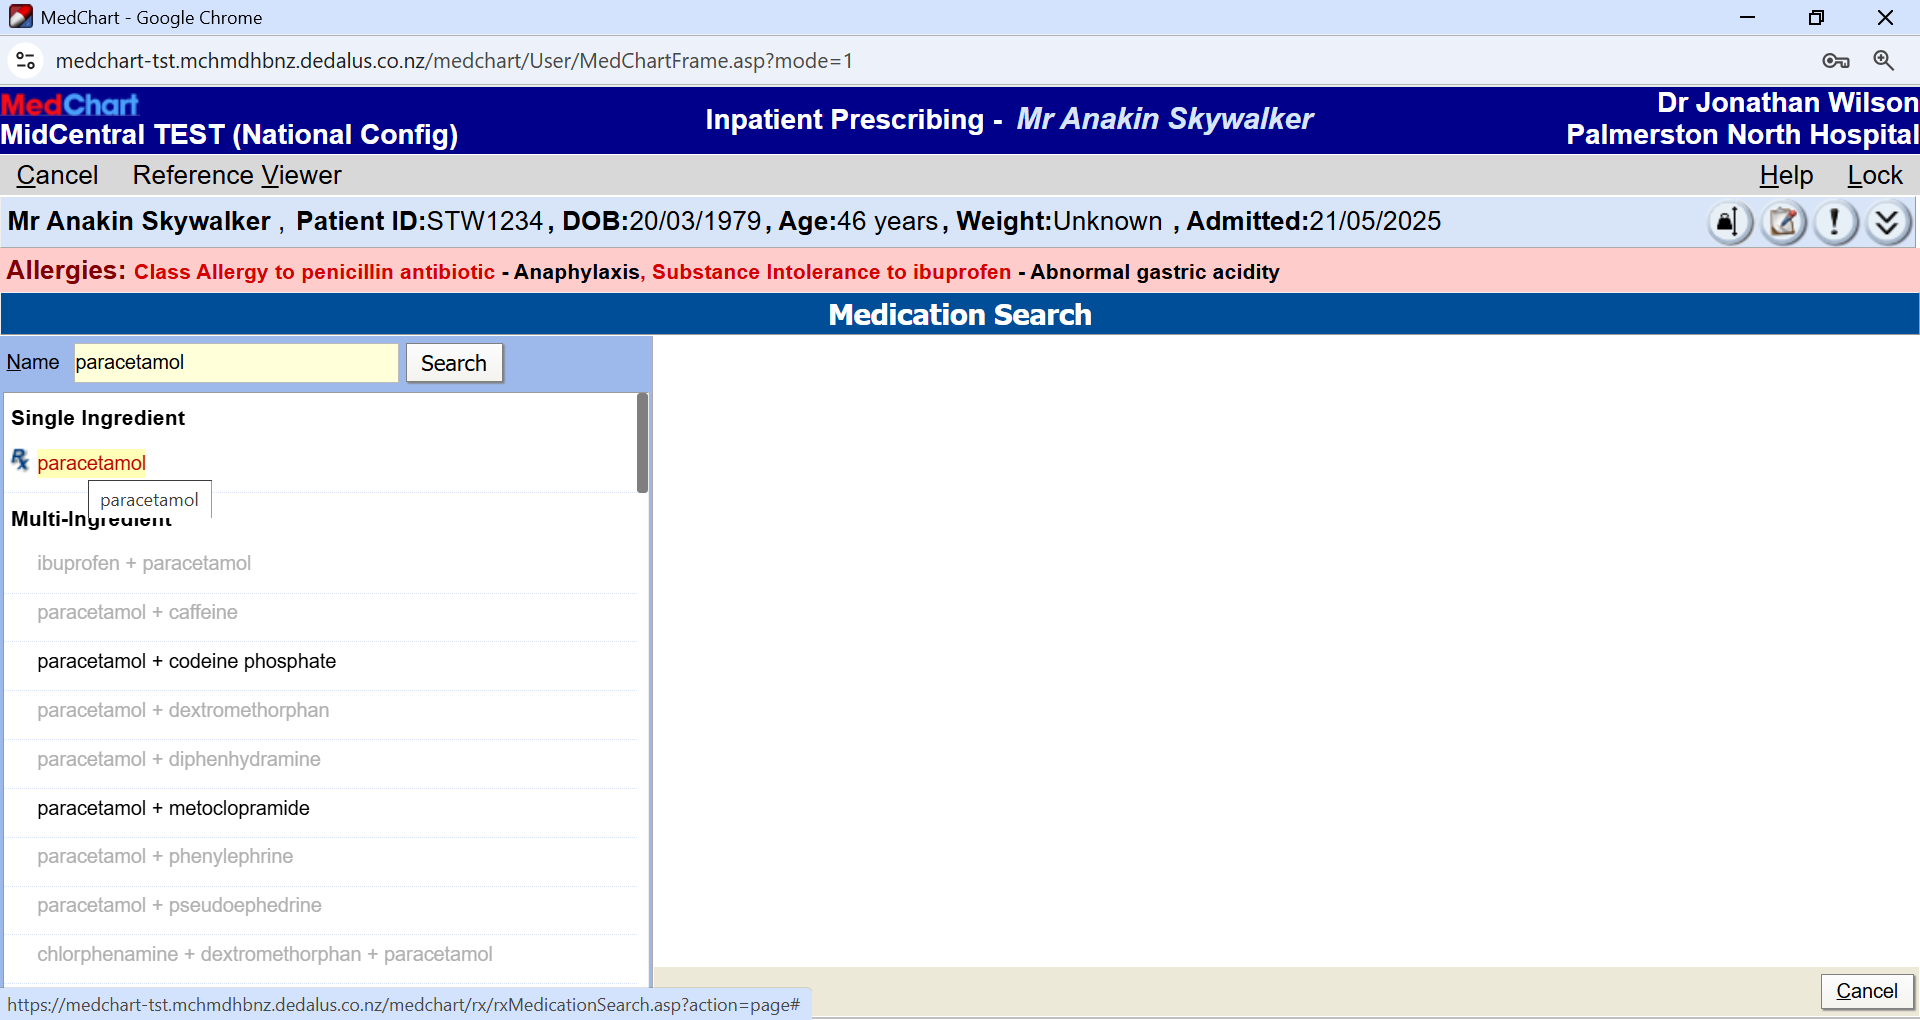 MedChart - Google Chrome
medchart-tst.mchmdhbnz.dedalus.co.nz/medchart/User/MedChartFrame.asp?mode=1
MedChart
MidCentral TEST (National Config)
Inpatient Prescribing - Mr Anakin Skywalker
Dr Jonathan Wilson
Palmerston North Hospital
Cancel Reference Viewer Help Lock
Mr Anakin Skywalker , Patient ID:STW1234, DOB:20/03/1979, Age:46 years, Weight:Unknown , Admitted:21/05/2025
Allergies: Class Allergy to penicillin antibiotic - Anaphylaxis, Substance Intolerance to ibuprofen - Abnormal gastric acidity
Medication Search
Name paracetamol Search
Single Ingredient
Rx paracetamol
paracetamol
Multi-Ingredient
ibuprofen + paracetamol
paracetamol + caffeine
paracetamol + codeine phosphate
paracetamol + dextromethorphan
paracetamol + diphenhydramine
paracetamol + metoclopramide
paracetamol + phenylephrine
paracetamol + pseudoephedrine
chlorphenamine + dextromethorphan + paracetamol
Cancel
https://medchart-tst.mchmdhbnz.dedalus.co.nz/medchart/rx/rxMedicationSearch.asp?action=page#